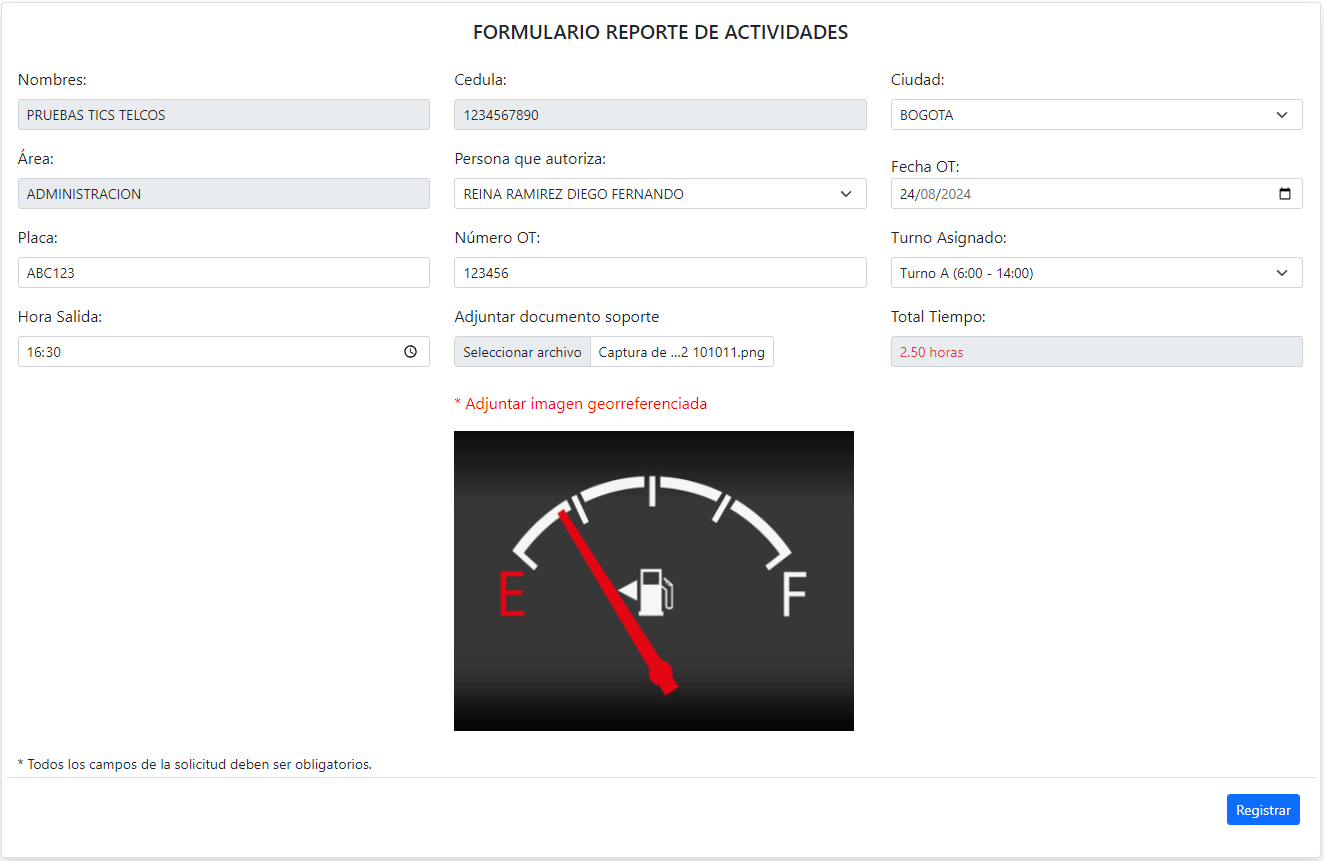 FORMULARIO REPORTE DE ACTIVIDADES
Nombres:
PRUEBAS TICS TELCOS
Cedula:
1234567890
Ciudad:
BOGOTA
Área:
ADMINISTRACION
Persona que autoriza:
REINA RAMIREZ DIEGO FERNANDO
Fecha OT:
24/08/2024
Placa:
ABC123
Número OT:
123456
Turno Asignado:
Turno A (6:00 - 14:00)
Hora Salida:
16:30
Adjuntar documento soporte
Seleccionar archivo Captura de ...2 101011.png
Total Tiempo:
2.50 horas
* Adjuntar imagen georreferenciada
E F
* Todos los campos de la solicitud deben ser obligatorios.
Registrar